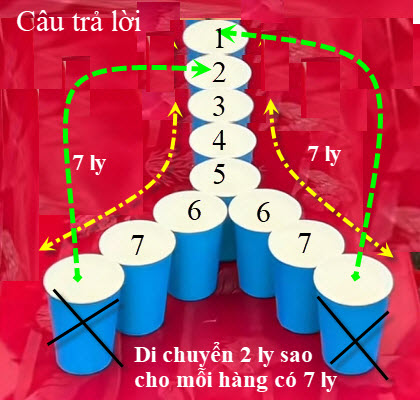 Câu trả lời
1
2
3
4
5
6 6
7 7
7 ly
7 ly
Di chuyển 2 ly sao
cho mỗi hàng có 7 ly